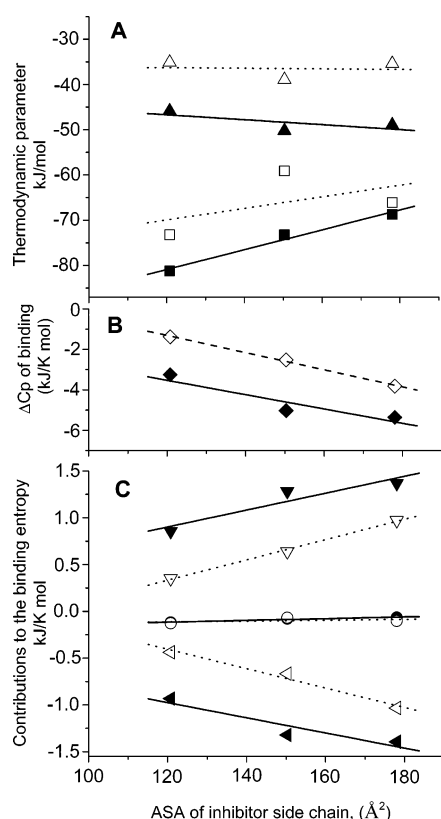 A
Thermodynamic parameter
kJ/mol
-30
-40
-50
-60
-70
-80
B
ΔCp of binding
(kJ/K mol)
0
-2
-4
-6
C
Contributions to the binding entropy
kJ/K mol
1.5
1.0
0.5
0.0
-0.5
-1.0
-1.5
100 120 140 160 180
ASA of inhibitor side chain, (Å²)